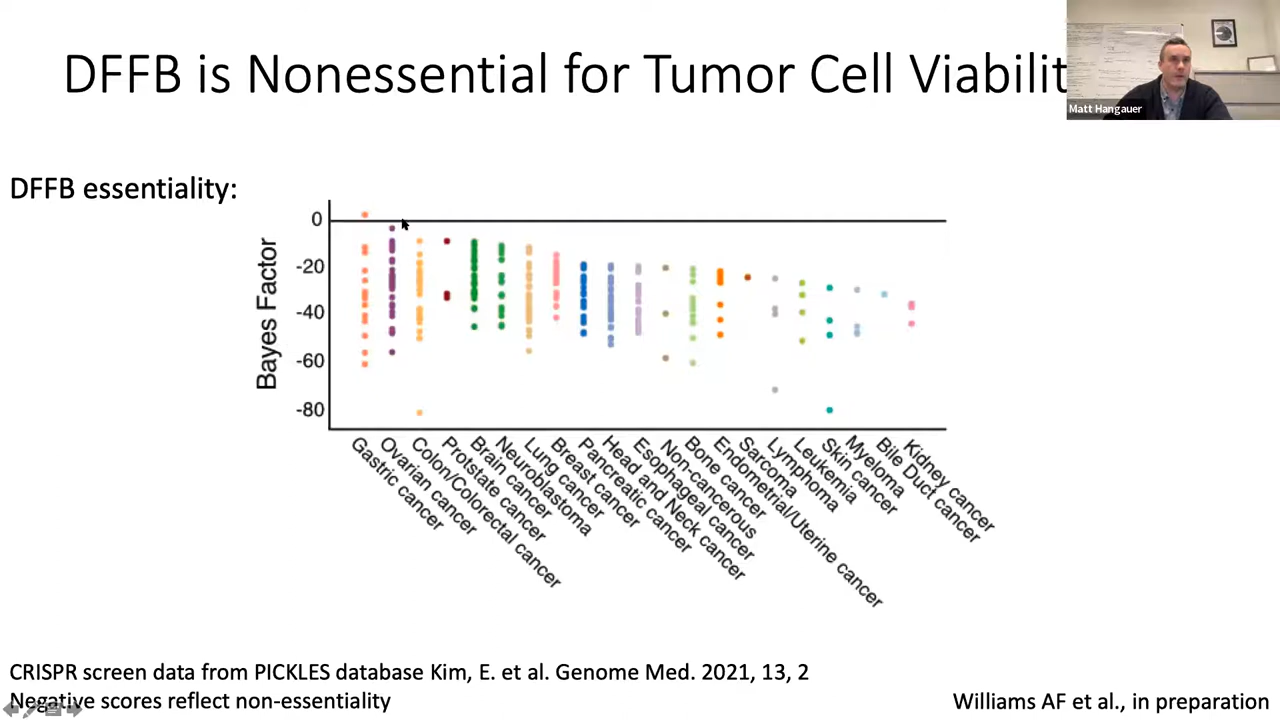 DFFB is Nonessential for Tumor Cell Viabilit
Matt Hangauer
DFFB essentiality:
Bayes Factor
0
-20
-40
-60
-80
Gastric cancer
Ovarian cancer
Colon/Colorectal cancer
Protstate cancer
Brain cancer
Neuroblastoma
Lung cancer
Breast cancer
Pancreatic cancer
Head and Neck cancer
Esophageal cancer
Non-cancerous
Bone cancer
Endometrial/Uterine cancer
Sarcoma
Lymphoma
Leukemia
Skin cancer
Myeloma
Bile Duct cancer
Kidney cancer
CRISPR screen data from PICKLES database Kim, E. et al. Genome Med. 2021, 13, 2
Negative scores reflect non-essentiality
Williams AF et al., in preparation